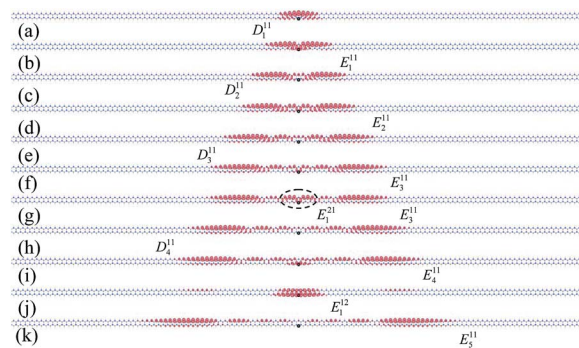 (a)
D_1^{11}
(b)
E_1^{11}
D_2^{11}
(c)
E_2^{11}
(d)
(e)
D_3^{11}
E_3^{11}
(f)
(g)
E_1^{21} E_3^{11}
(h)
D_4^{11}
E_4^{11}
(i)
(j)
E_1^{12}
(k)
E_5^{11}